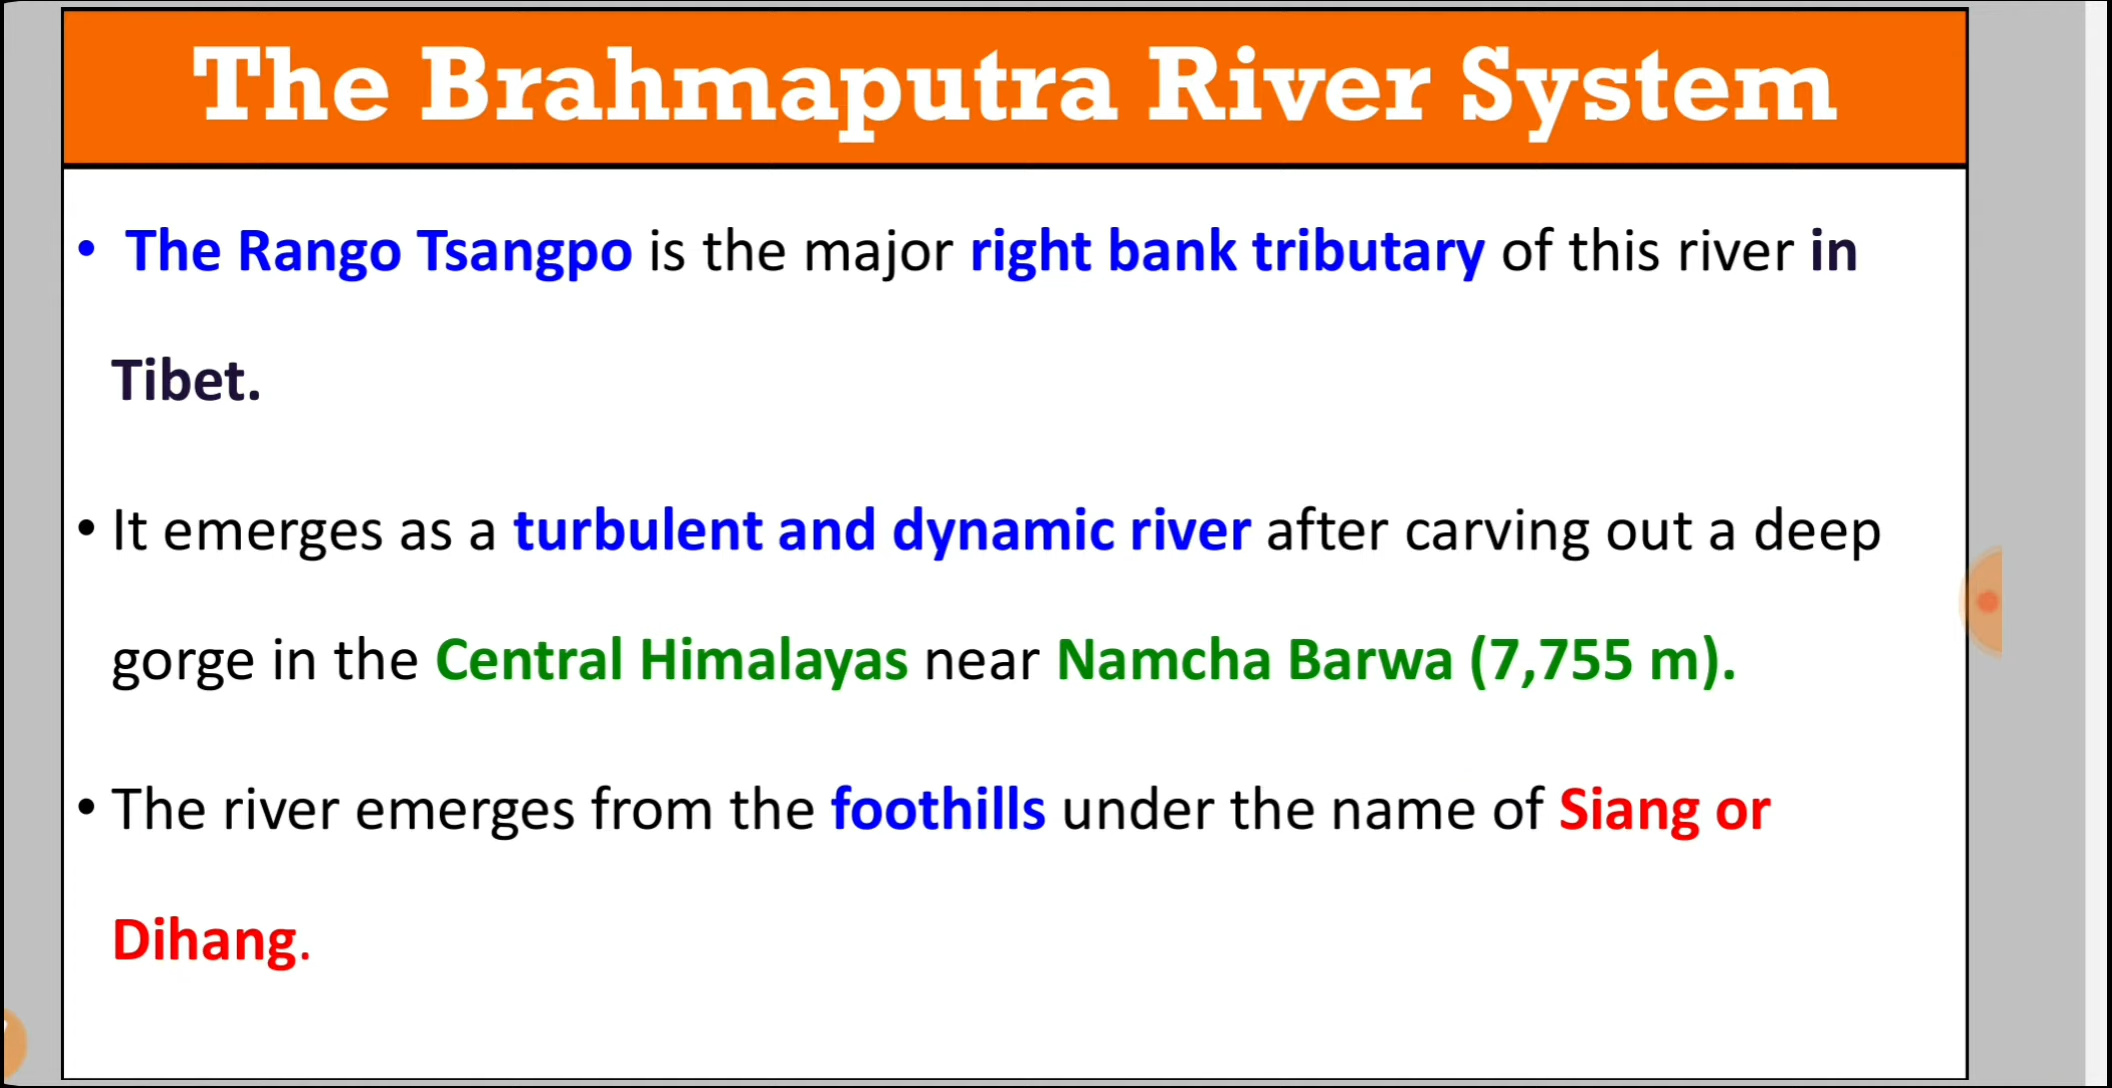 The Brahmaputra River System
• The Rango Tsangpo is the major right bank tributary of this river in
Tibet.
• It emerges as a turbulent and dynamic river after carving out a deep
gorge in the Central Himalayas near Namcha Barwa (7,755 m).
• The river emerges from the foothills under the name of Siang or
Dihang.